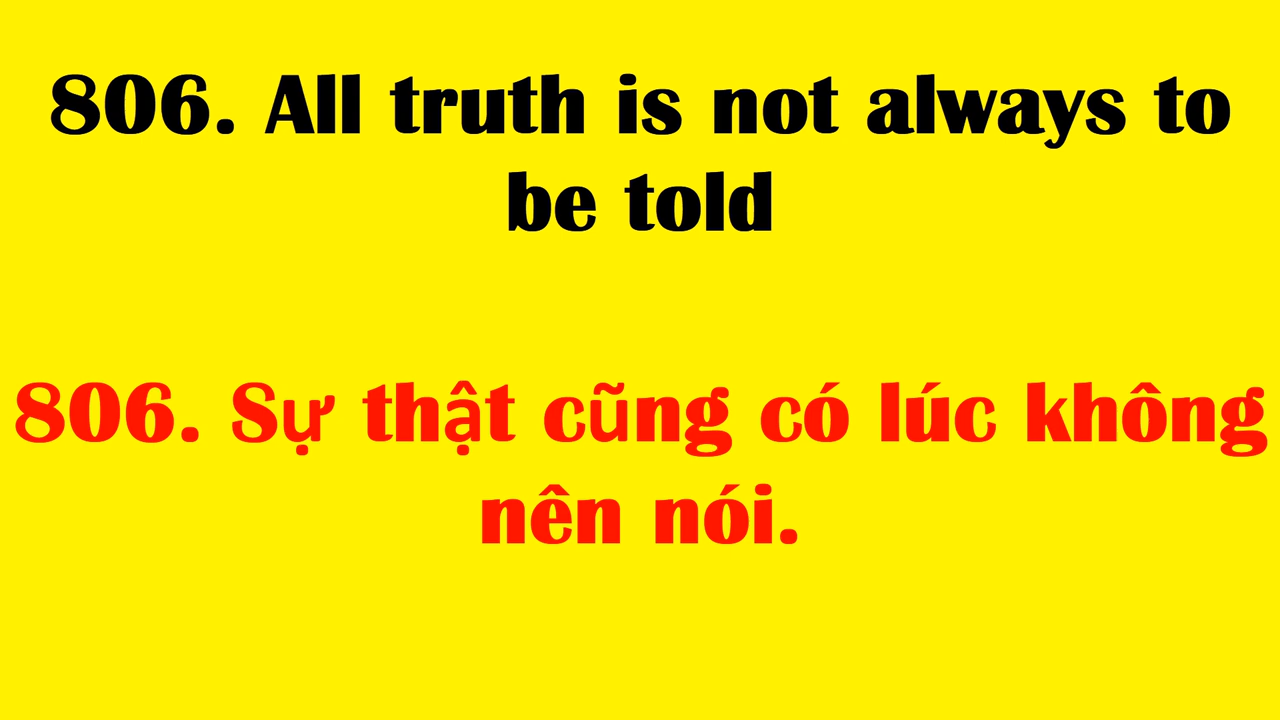 806. All truth is not always to
be told
806. Sự thật cũng có lúc không
nên nói.